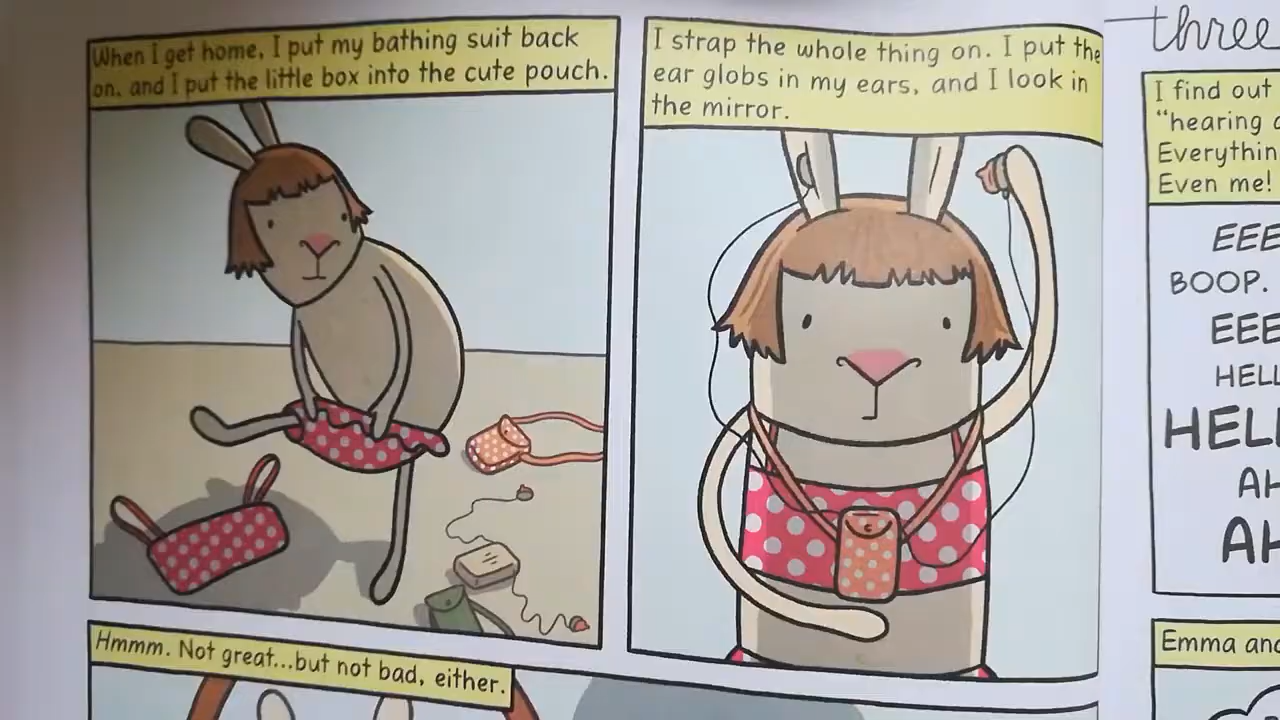 When I get home, I put my bathing suit back
on, and I put the little box into the cute pouch.
I strap the whole thing on. I put the
ear globs in my ears, and I look in
the mirror.
Hmmm. Not great...but not bad, either.
three
I find out
"hearing
Everythin
Even me!
EEE
BOOP.
EEE
HELL
HELL
AH
AH
Emma and